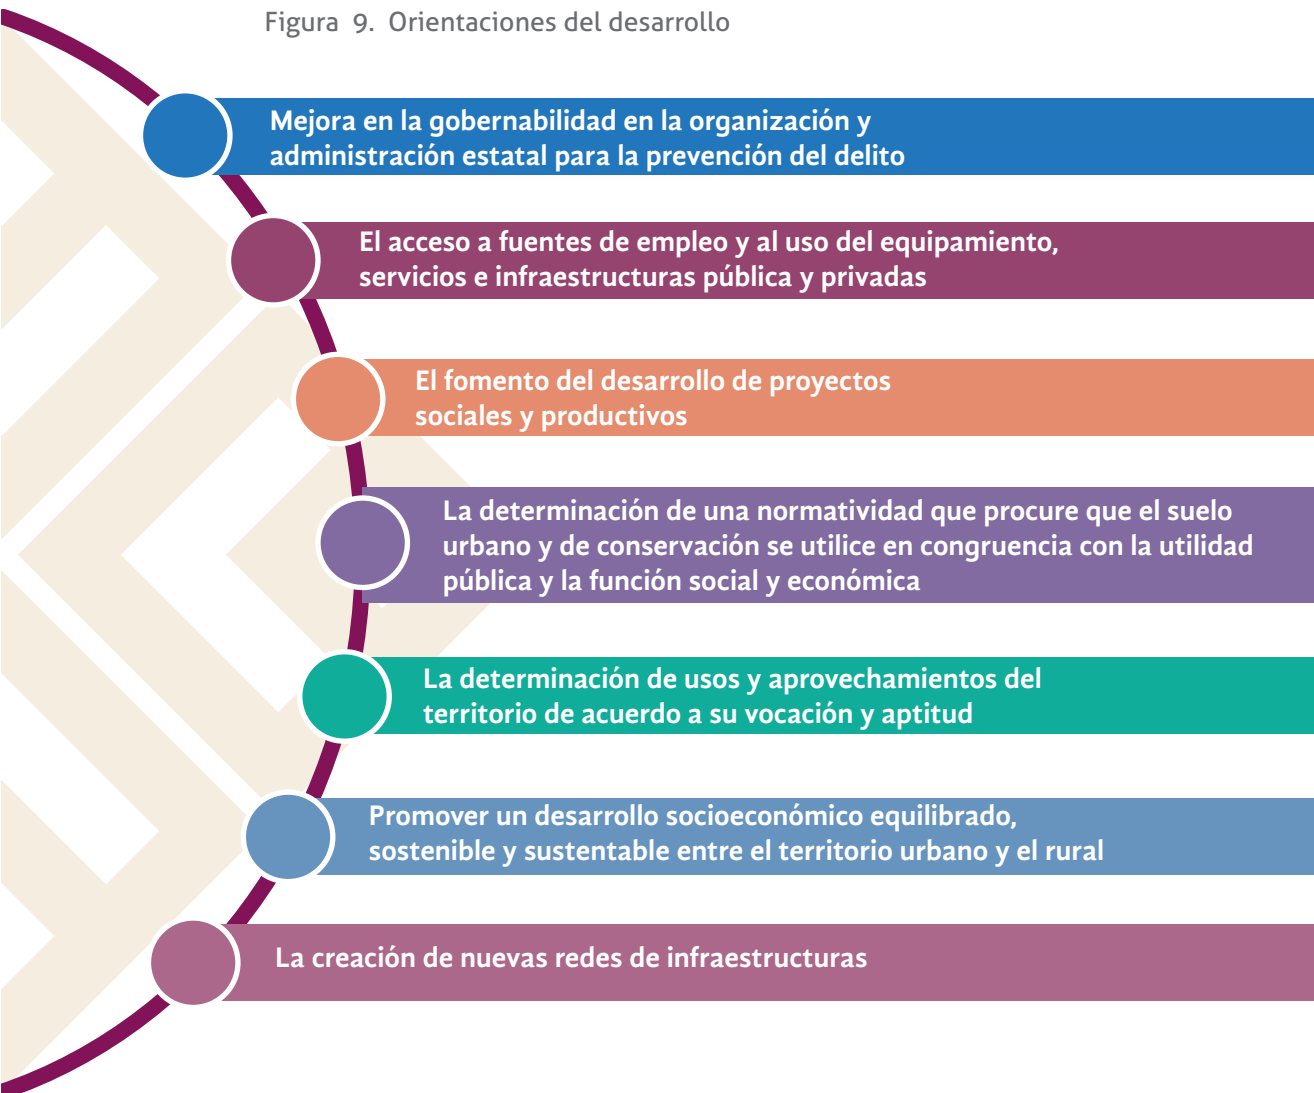 Figura 9. Orientaciones del desarrollo
Mejora en la gobernabilidad en la organización y
administración estatal para la prevención del delito
El acceso a fuentes de empleo y al uso del equipamiento,
servicios e infraestructuras pública y privadas
El fomento del desarrollo de proyectos
sociales y productivos
La determinación de una normatividad que procure que el suelo
urbano y de conservación se utilice en congruencia con la utilidad
pública y la función social y económica
La determinación de usos y aprovechamientos del
territorio de acuerdo a su vocación y aptitud
Promover un desarrollo socioeconómico equilibrado,
sostenible y sustentable entre el territorio urbano y el rural
La creación de nuevas redes de infraestructuras